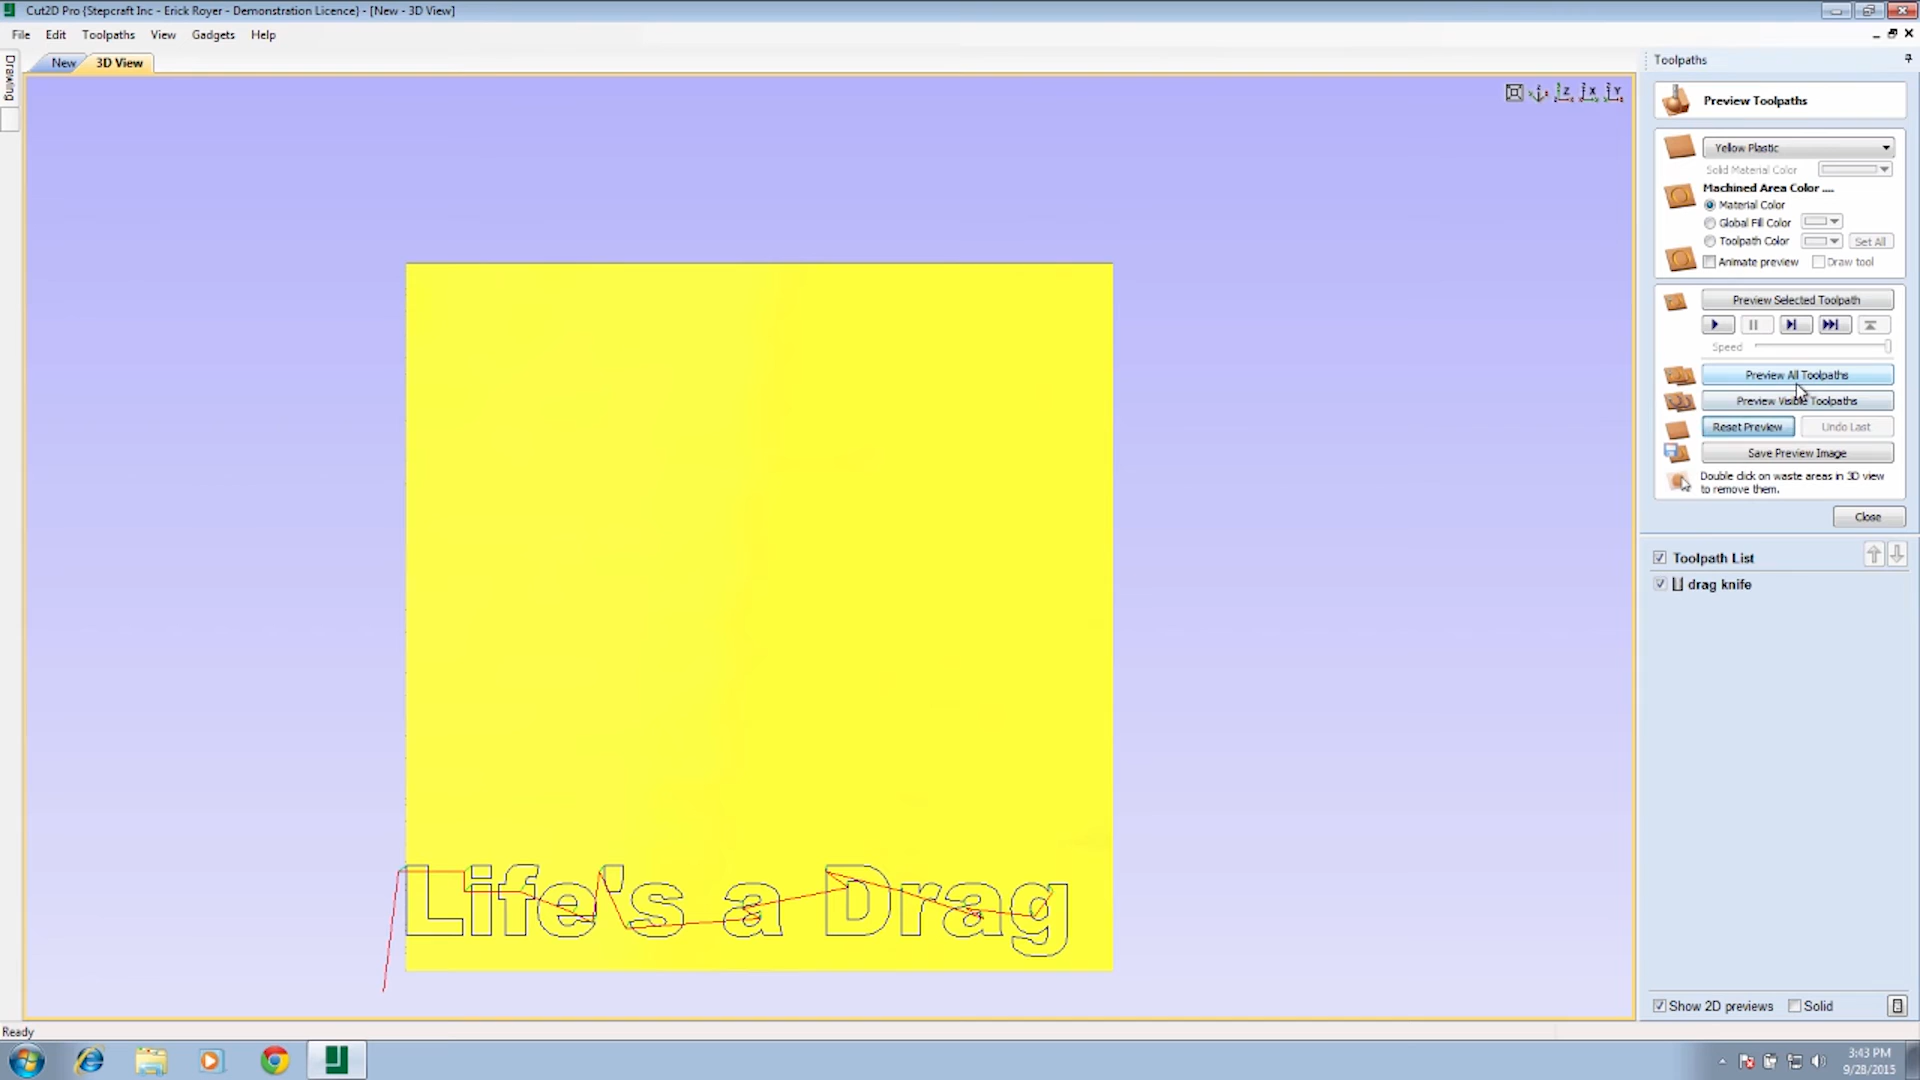 Cut2D Pro {Stepcraft Inc - Erick Royer - Demonstration Licence} - [New - 3D View]
File Edit Toolpaths View Gadgets Help
Drawing
New 3D View
Z X Y
Life's a Drag
Toolpaths
Preview Toolpaths
Yellow Plastic
Solid Material Color
Machined Area Color ....
Material Color
Global Fill Color
Toolpath Color Set All
Animate preview Draw tool
Preview Selected Toolpath
Speed
Preview All Toolpaths
Preview Visible Toolpaths
Reset Preview Undo Last
Save Preview Image
Double click on waste areas in 3D view
to remove them.
Close
Toolpath List
drag knife
Show 2D previews Solid
Ready
3:43 PM
9/28/2015